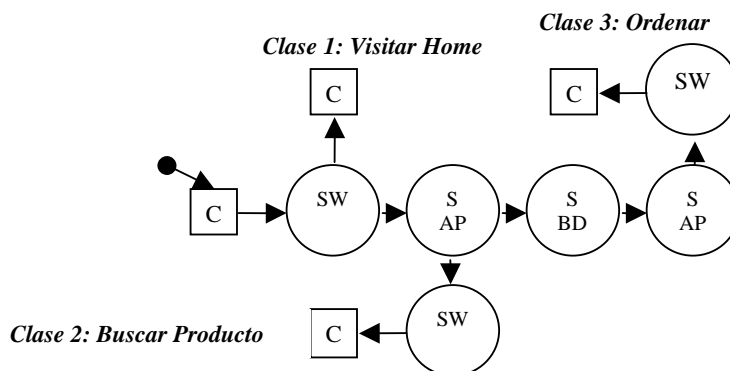 Clase 3: Ordenar
Clase 1: Visitar Home
C
C
SW
C
SW
S
AP
S
BD
S
AP
Clase 2: Buscar Producto
C
SW